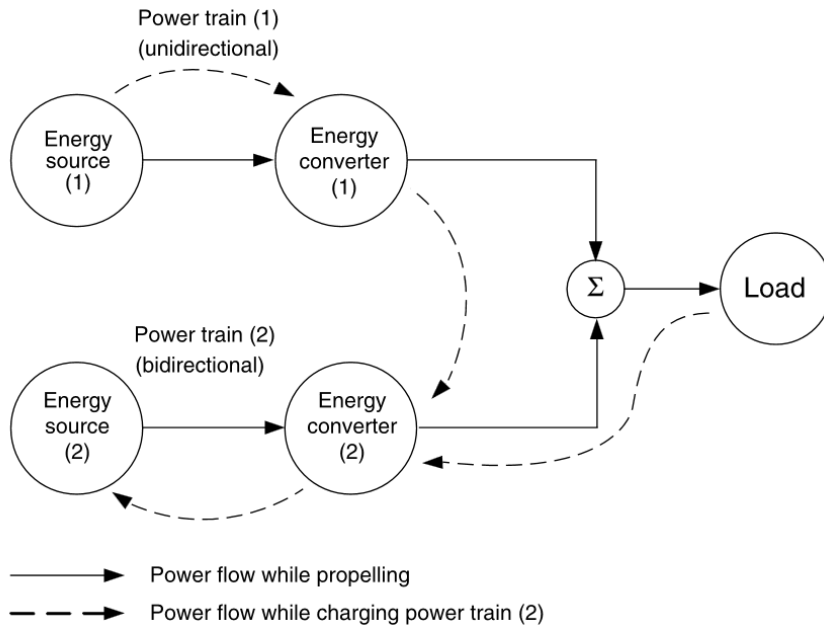 Power train (1)
(unidirectional)
Energy
source
(1)
Energy
converter
(1)
Σ
Load
Power train (2)
(bidirectional)
Energy
source
(2)
Energy
converter
(2)
Power flow while propelling
Power flow while charging power train (2)